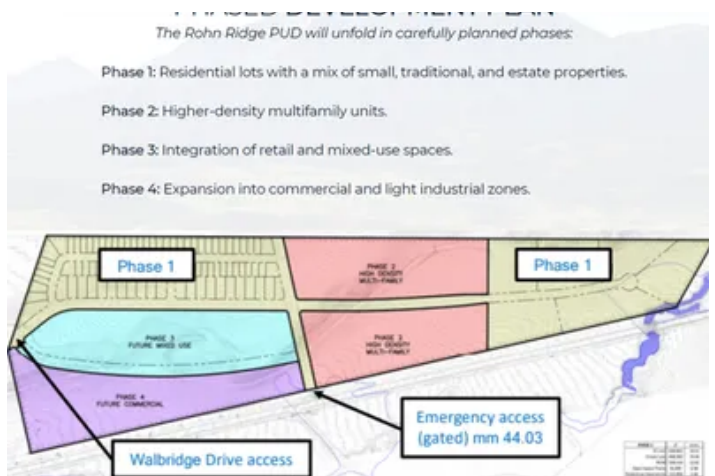 PHASED DEVELOPMENT PLAN
The Rohn Ridge PUD will unfold in carefully planned phases:
Phase 1: Residential lots with a mix of small, traditional, and estate properties.
Phase 2: Higher-density multifamily units.
Phase 3: Integration of retail and mixed-use spaces.
Phase 4: Expansion into commercial and light industrial zones.
Phase 1
PHASE 2
HIGH DENSITY
MULTI-FAMILY
Phase 1
PHASE 3
FUTURE MIXED USE
PHASE 2
HIGH DENSITY
MULTI-FAMILY
PHASE 4
FUTURE COMMERCIAL
Emergency access
(gated) mm 44.03
Walbridge Drive access